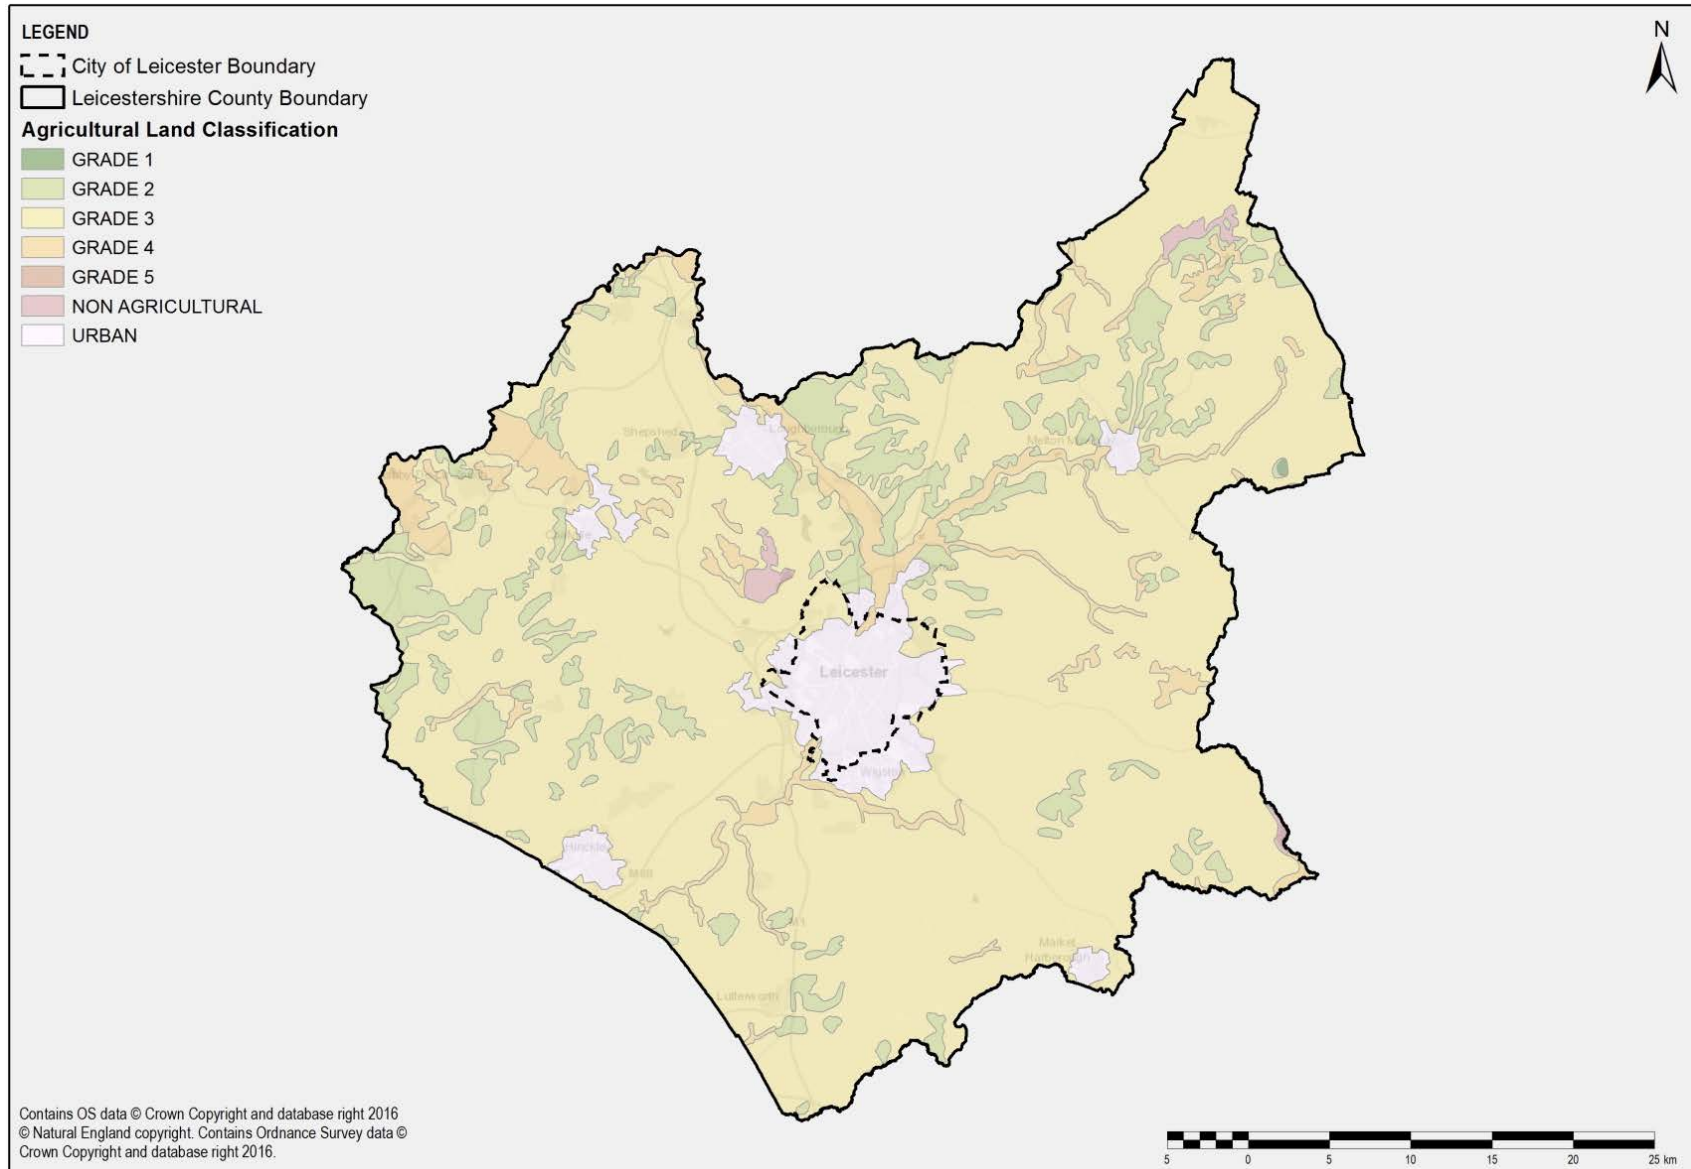 LEGEND
City of Leicester Boundary
Leicestershire County Boundary
Agricultural Land Classification
GRADE 1
GRADE 2
GRADE 3
GRADE 4
GRADE 5
NON AGRICULTURAL
URBAN
N
Shepshed
Loughborough
Leicester
Wigston
Hinckley
M69
M1
Market
Harborough
Lutterworth
Contains OS data © Crown Copyright and database right 2016
© Natural England copyright. Contains Ordnance Survey data ©
Crown Copyright and database right 2016.
5 0 5 10 15 20 25 km